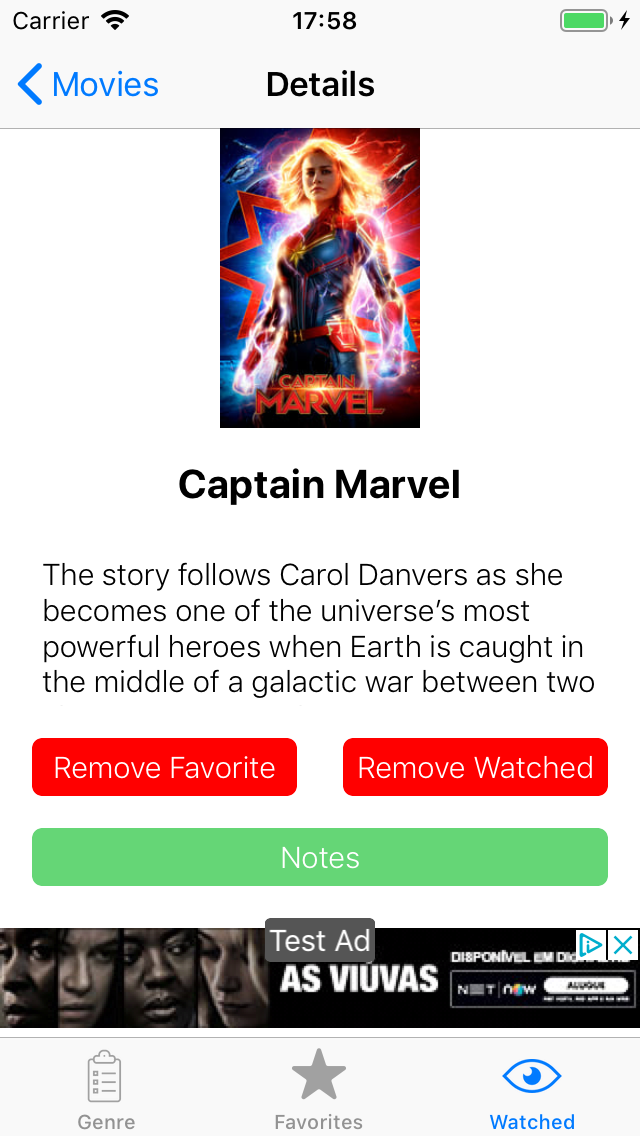 Carrier 17:58
Movies Details
CAPTAIN
MARVEL
Captain Marvel
The story follows Carol Danvers as she
becomes one of the universe’s most
powerful heroes when Earth is caught in
the middle of a galactic war between two
Remove Favorite Remove Watched
Notes
Test Ad
AS VIÚVAS
DISPONÍVEL EM
NET NOW
ALUGUE
Genre Favorites Watched